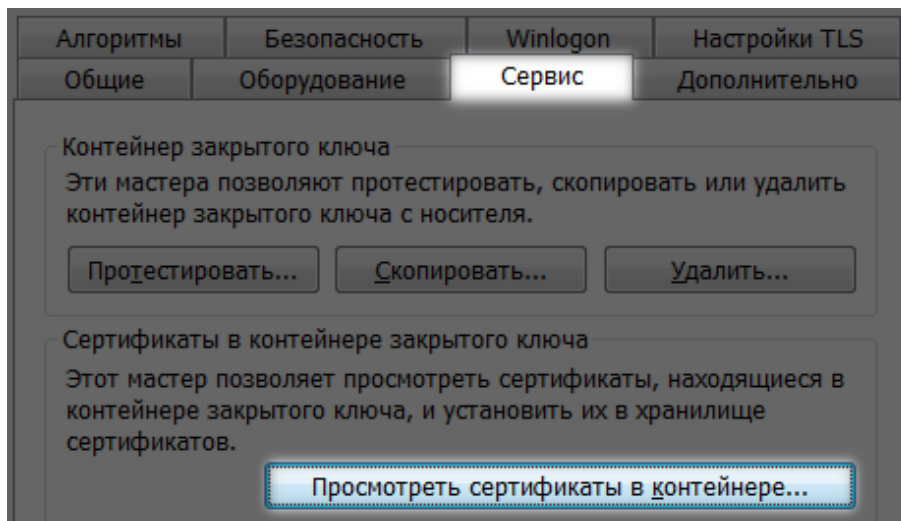 Алгоритмы Безопасность Winlogon Настройки TLS
Общие Оборудование Сервис Дополнительно
Контейнер закрытого ключа
Эти мастера позволяют протестировать, скопировать или удалить
контейнер закрытого ключа с носителя.
Протестировать... Скопировать... Удалить...
Сертификаты в контейнере закрытого ключа
Этот мастер позволяет просмотреть сертификаты, находящиеся в
контейнере закрытого ключа, и установить их в хранилище
сертификатов.
Просмотреть сертификаты в контейнере...